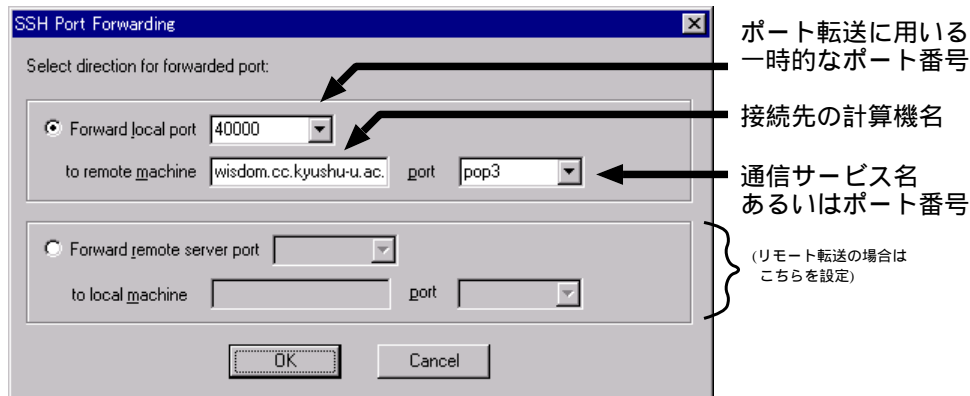 SSH Port Forwarding
Select direction for forwarded port:
Forward local port 40000
to remote machine wisdom.cc.kyushu-u.ac. port pop3
Forward remote server port
to local machine port
OK Cancel
ポート転送に用いる
一時的なポート番号
接続先の計算機名
通信サービス名
あるいはポート番号
(リモート転送の場合は
こちらを設定)